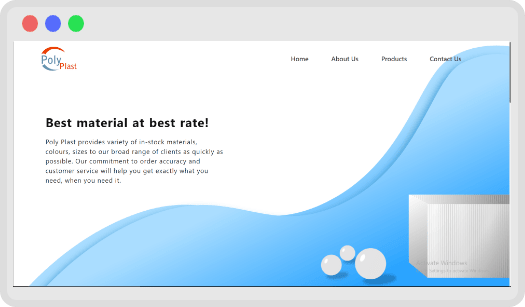 Poly
Plast
Home About Us Products Contact Us
Best material at best rate!
Poly Plast provides variety of in-stock materials,
colours, sizes to our broad range of clients as quickly as
possible. Our commitment to order accuracy and
customer service will help you get exactly what you
need, when you need it.
Windows